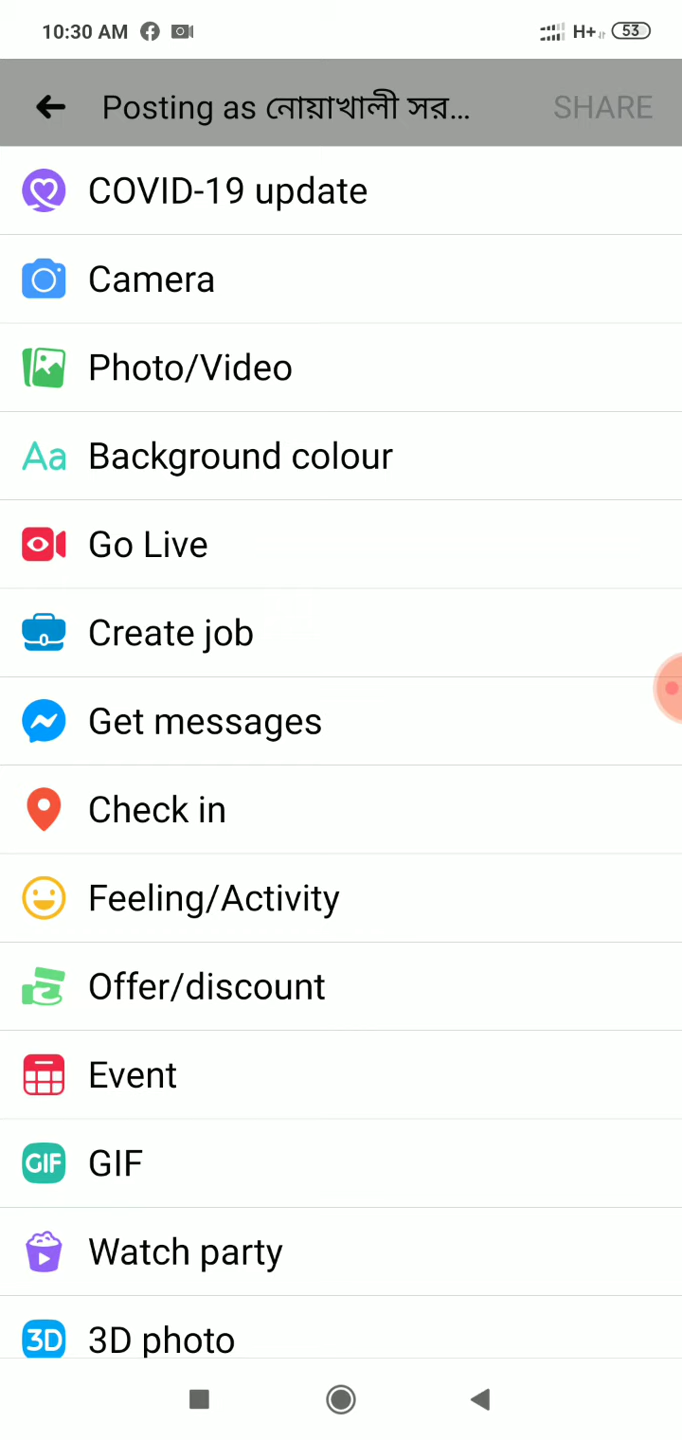 10:30 AM
H+
53
Posting as নোয়াখালী সর...
SHARE
COVID-19 update
Camera
Photo/Video
Aa Background colour
Go Live
Create job
Get messages
Check in
Feeling/Activity
Offer/discount
Event
GIF GIF
Watch party
3D 3D photo